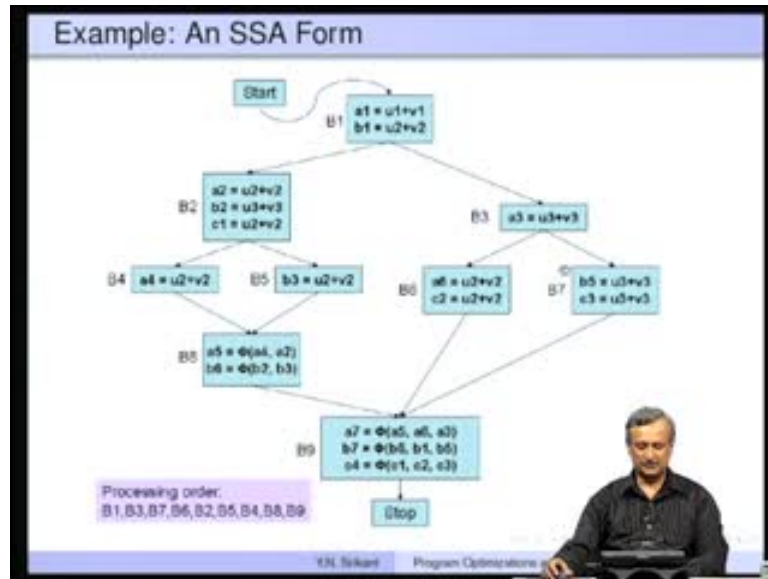 Example: An SSA Form
Start
B1
a1 = u1+v1
b1 = u2+v2
B2
a2 = u2+v2
b2 = u3+v3
c1 = u2+v2
B3
a3 = u3+v3
B4
a4 = u2+v2
B5
b3 = u2+v2
B6
a6 = u2+v2
c2 = u2+v2
B7
b5 = u3+v3
c3 = u3+v3
B8
a5 = Φ(a4, a2)
b6 = Φ(b2, b3)
B9
a7 = Φ(a5, a6, a3)
b7 = Φ(b6, b1, b5)
c4 = Φ(c1, c2, c3)
Processing order:
B1,B3,B7,B6,B2,B5,B4,B8,B9
Stop
Y.N. Srikant
Program Optimizations